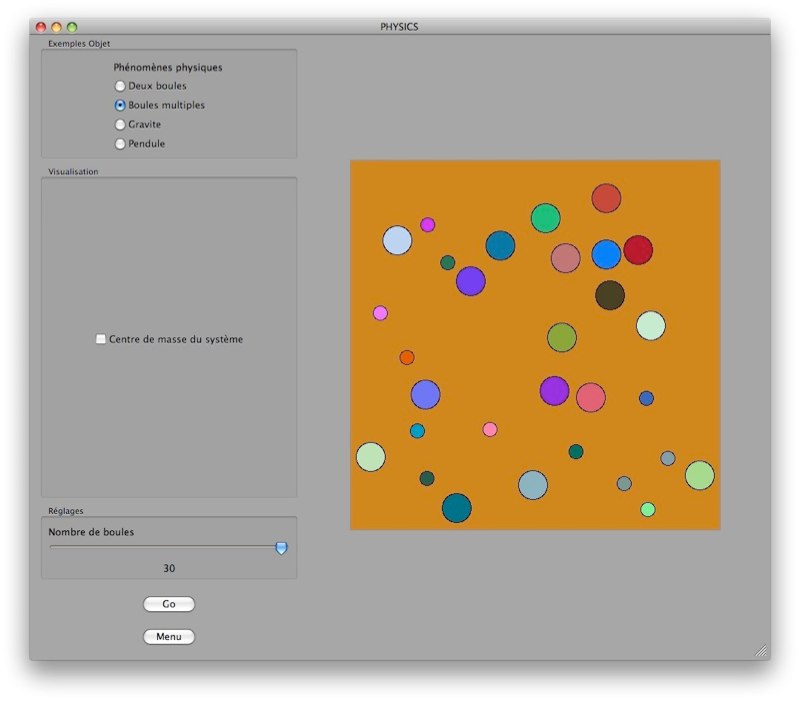 PHYSICS
Exemples Objet
Phénomènes physiques
Deux boules
Boules multiples
Gravite
Pendule
Visualisation
Centre de masse du système
Réglages
Nombre de boules
30
Go
Menu